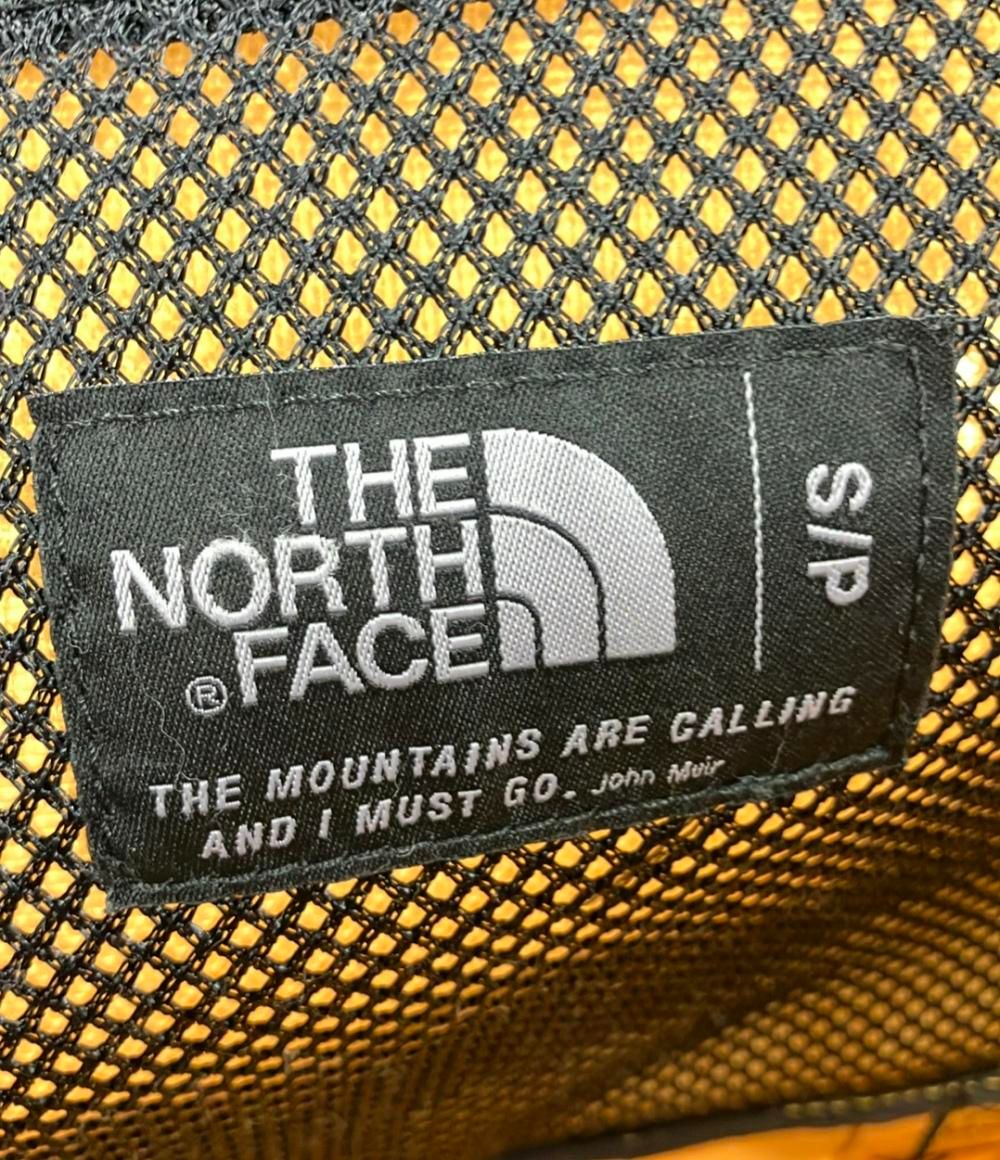 THE
NORTH
FACE
®
S/P
THE MOUNTAINS ARE CALLING
AND I MUST GO. John Muir